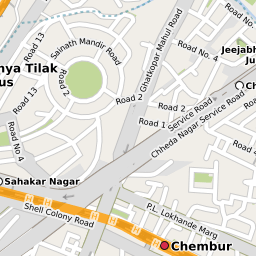 Road 13
Sainath Mandir Road
Ghatkopar Mahul Road
Road No. 4
Jeejabh
Ju
nya Tilak
us
Road 2
Road 13
Road 2
Road 2
Ch
Road 1
Service Road
Chheda Nagar Service Road
Road No 4
Sahakar Nagar
Shell Colony Road
P.L. Lokhande Marg
Chembur